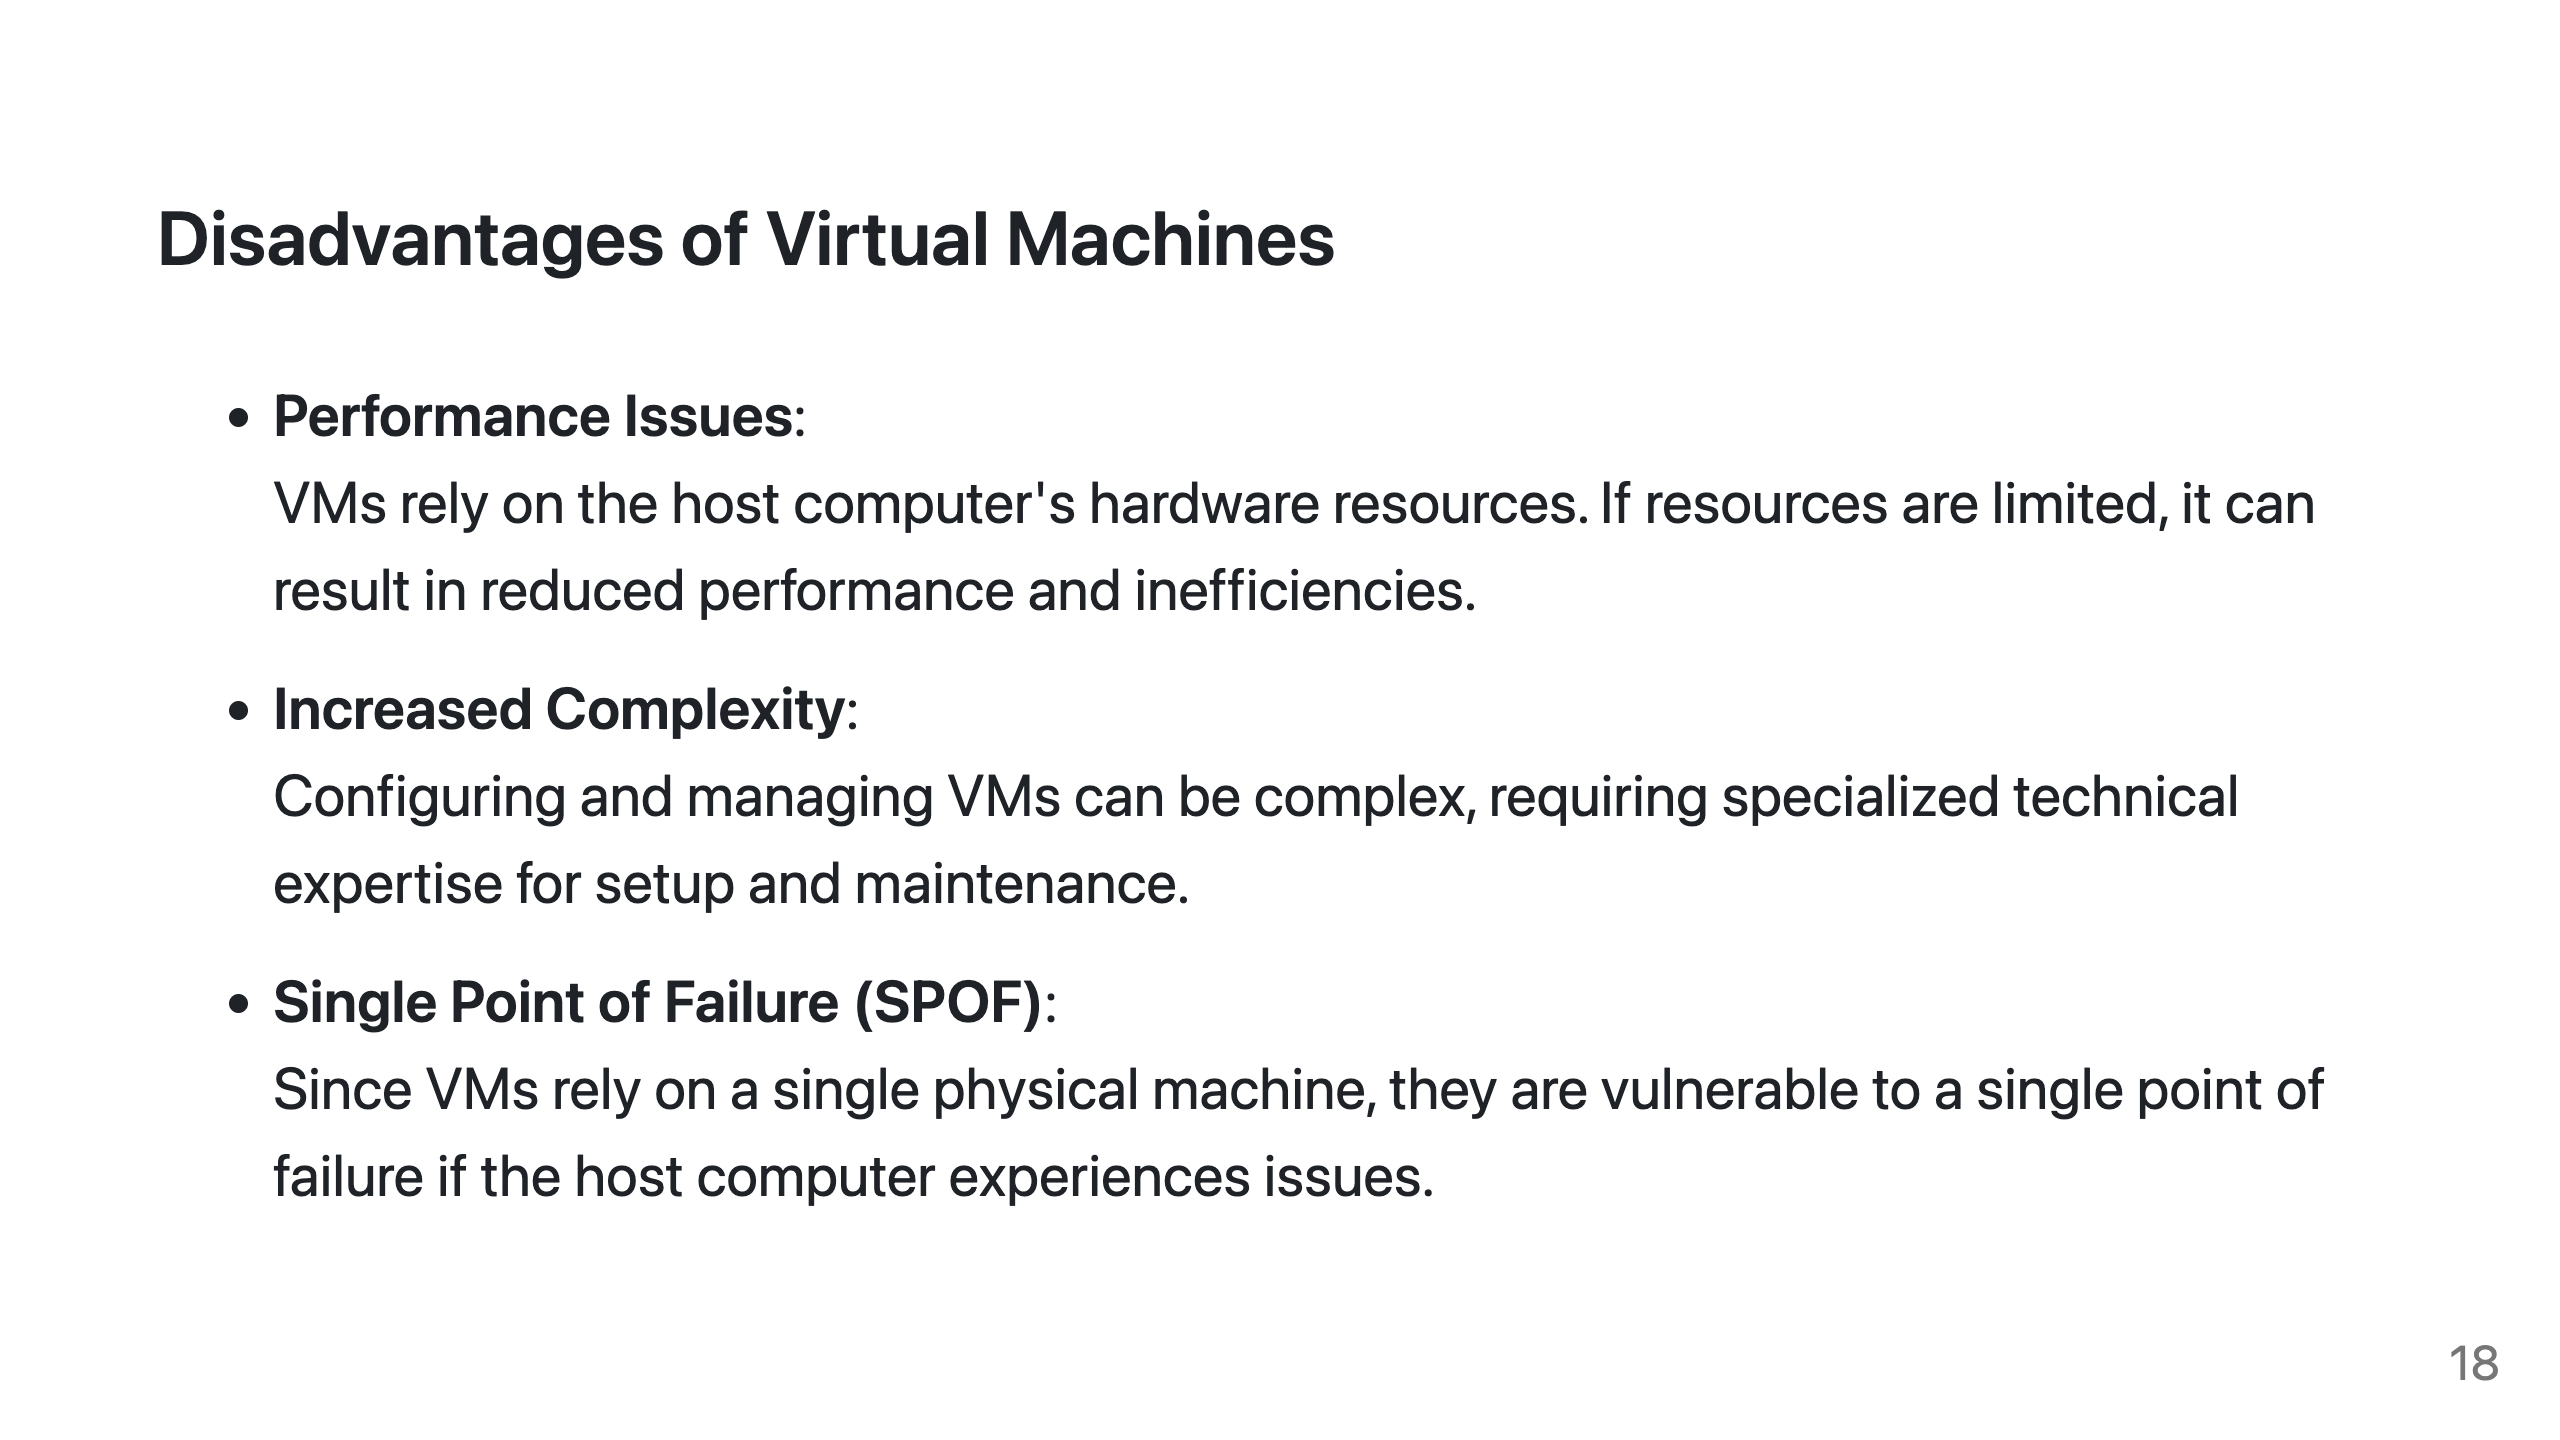 Disadvantages of Virtual Machines
• Performance Issues:
VMs rely on the host computer's hardware resources. If resources are limited, it can
result in reduced performance and inefficiencies.
• Increased Complexity:
Configuring and managing VMs can be complex, requiring specialized technical
expertise for setup and maintenance.
• Single Point of Failure (SPOF):
Since VMs rely on a single physical machine, they are vulnerable to a single point of
failure if the host computer experiences issues.
18